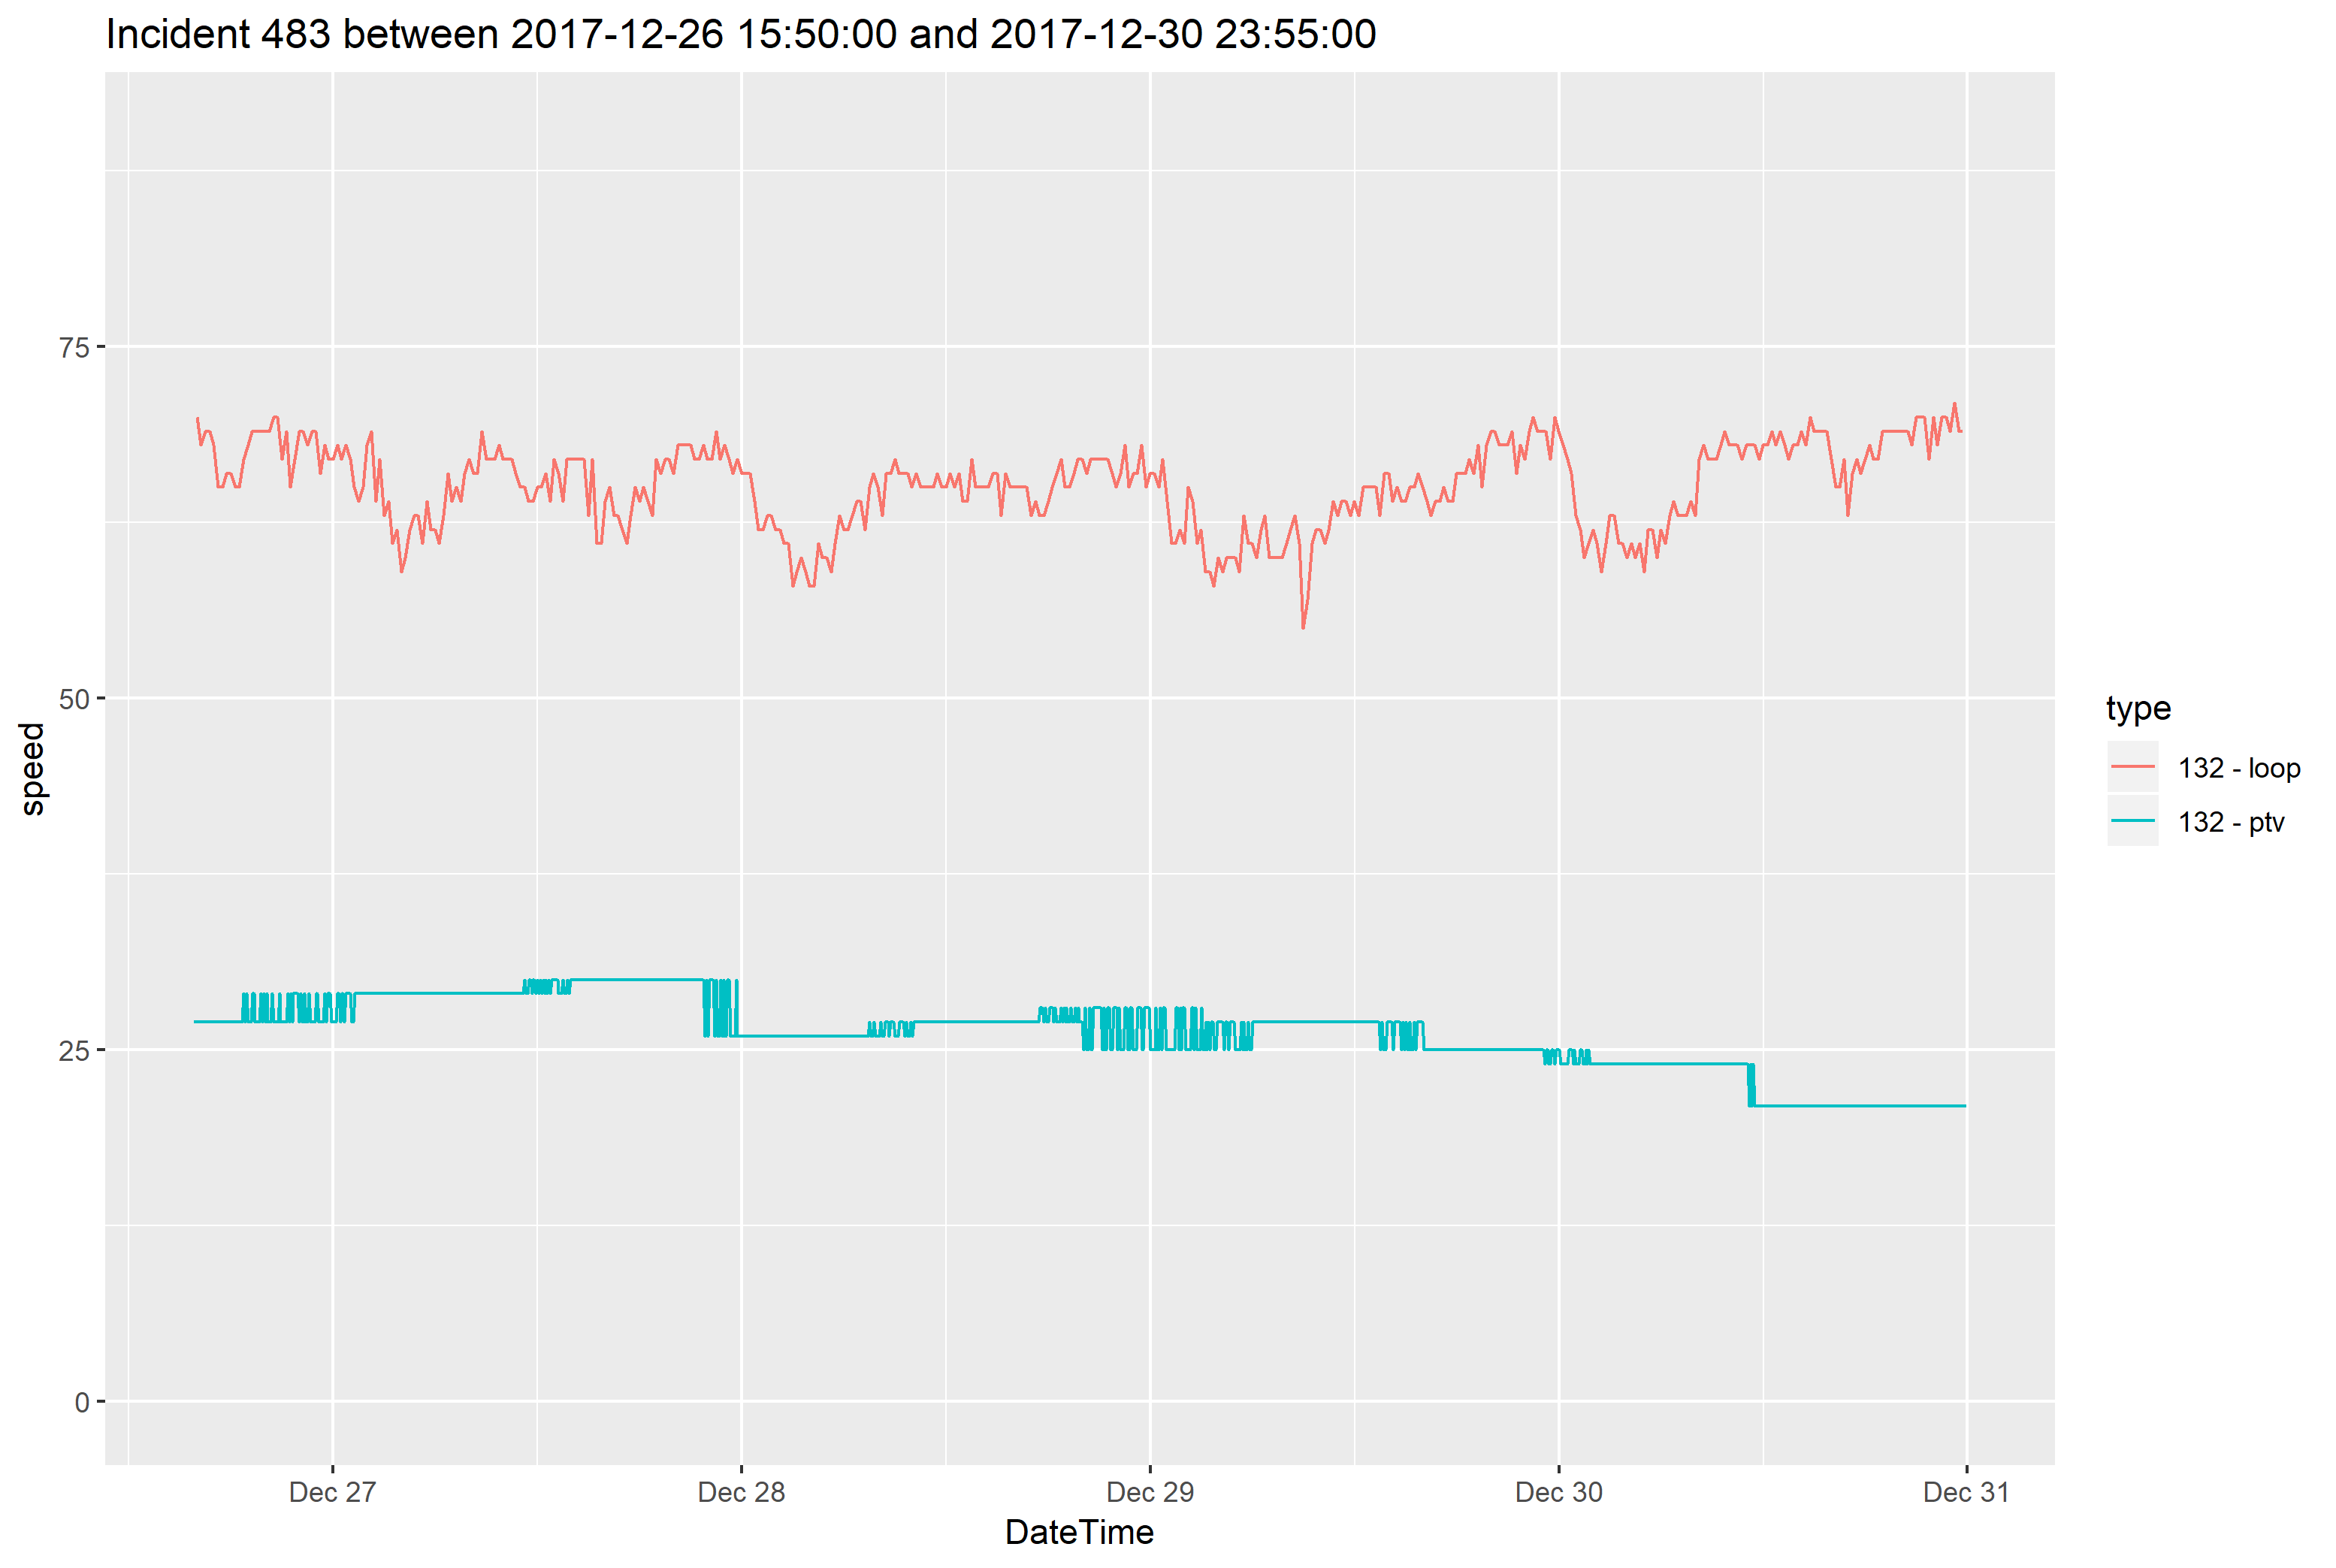 Incident 483 between 2017-12-26 15:50:00 and 2017-12-30 23:55:00
75
50
25
0
speed
Dec 27
Dec 28
Dec 29
Dec 30
Dec 31
DateTime
type
132 - loop
132 - ptv